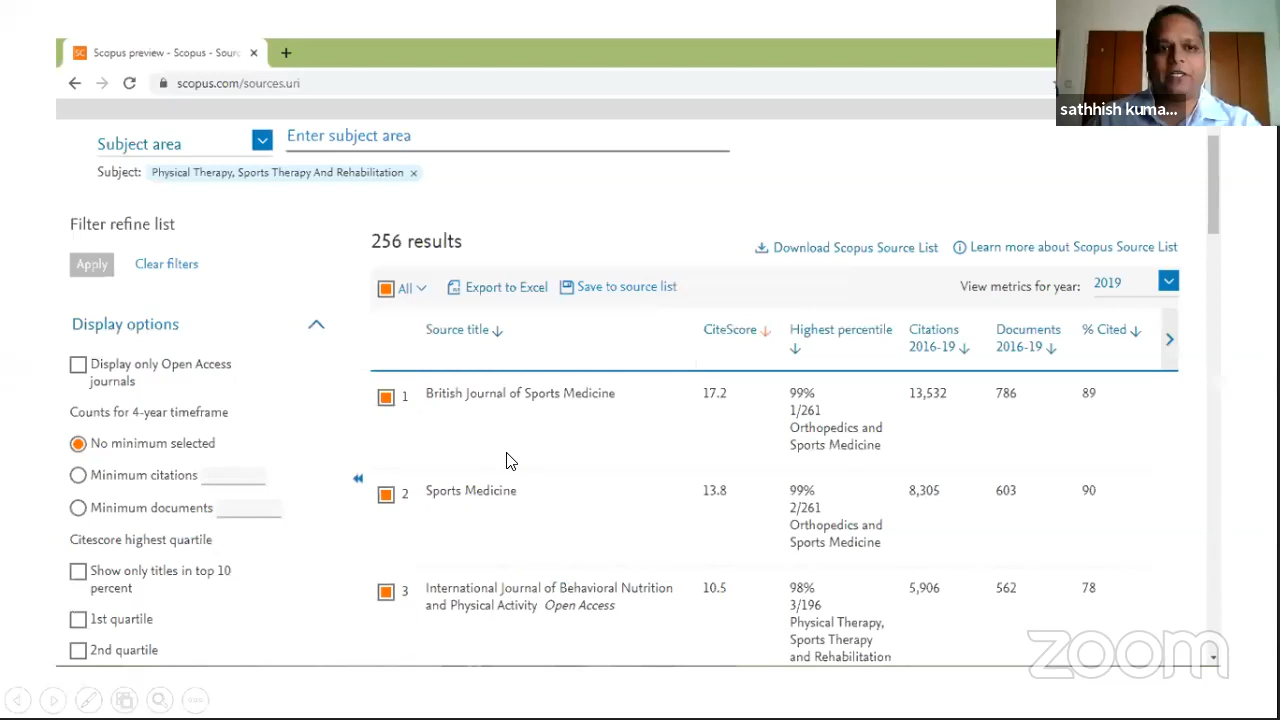 Scopus preview - Scopus - Sour
scopus.com/sources.uri
sathhish kuma...
Subject area
Enter subject area
Subject: Physical Therapy, Sports Therapy And Rehabilitation
Filter refine list
Apply Clear filters
256 results
Download Scopus Source List Learn more about Scopus Source List
All Export to Excel Save to source list View metrics for year: 2019
Display options
Display only Open Access
journals
Counts for 4-year timeframe
No minimum selected
Minimum citations
Minimum documents
Citescore highest quartile
Show only titles in top 10
percent
1st quartile
2nd quartile
Source title CiteScore Highest percentile Citations Documents % Cited
2016-19 2016-19
1 British Journal of Sports Medicine 17.2 99% 13,532 786 89
1/261
Orthopedics and
Sports Medicine
2 Sports Medicine 13.8 99% 8,305 603 90
2/261
Orthopedics and
Sports Medicine
3 International Journal of Behavioral Nutrition 10.5 98% 5,906 562 78
and Physical Activity Open Access 3/196
Physical Therapy,
Sports Therapy
and Rehabilitation
zoom